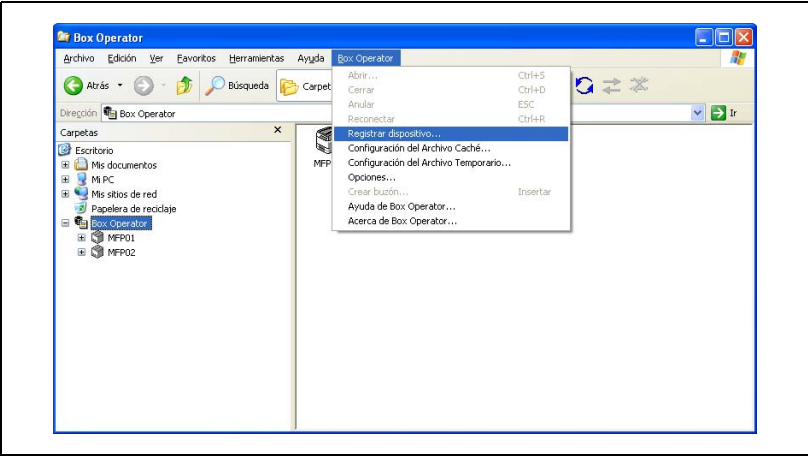 Box Operator
Archivo Edición Ver Favoritos Herramientas Ayuda Box Operator
Atrás Búsqueda Carpet
Dirección Box Operator Ir
Carpetas
Escritorio
Mis documentos
Mi PC
Mis sitios de red
Papelera de reciclaje
Box Operator
MFP01
MFP02
MFP
Abrir... Ctrl+S
Cerrar Ctrl+D
Anular ESC
Reconectar Ctrl+R
Registrar dispositivo...
Configuración del Archivo Caché...
Configuración del Archivo Temporario...
Opciones...
Crear buzón... Insertar
Ayuda de Box Operator...
Acerca de Box Operator...